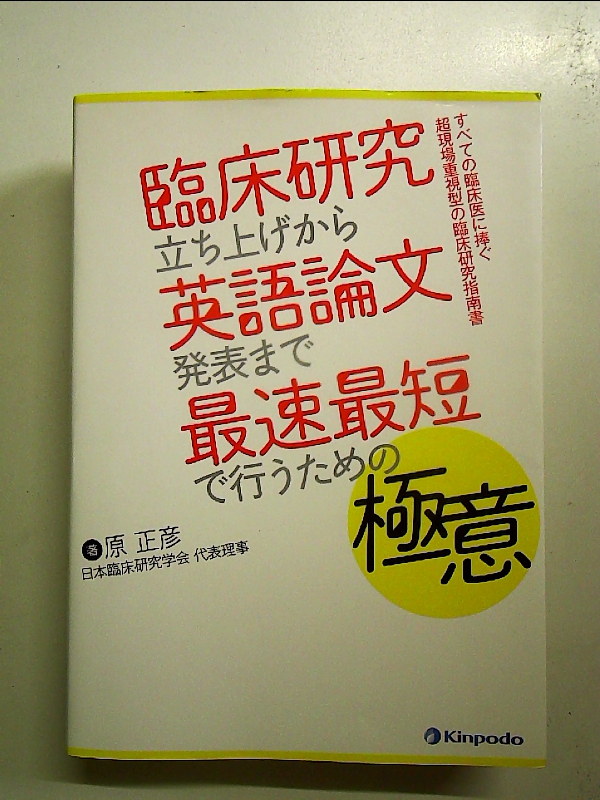 すべての臨床医に捧ぐ
超現場重視型の臨床研究指南書
臨床研究
立ち上げから
英語論文
発表まで
最速最短
で行うための
極意
著 原 正彦
日本臨床研究学会 代表理事
Kinpodo